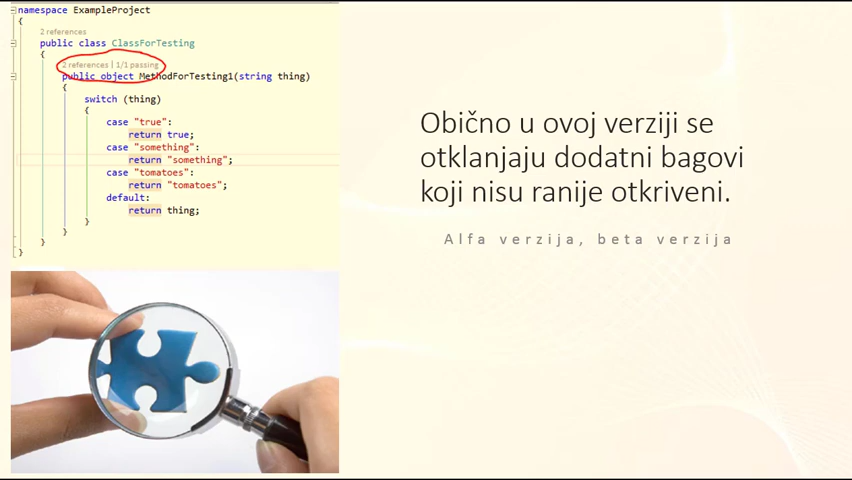 namespace ExampleProject
{
2 references
public class ClassForTesting
{
2 references | 1/1 passing
public object MethodForTesting1(string thing)
{
switch (thing)
{
case "true":
return true;
case "something":
return "something";
case "tomatoes":
return "tomatoes";
default:
return thing;
}
}
}
}
Obično u ovoj verziji se
otklanjaju dodatni bagovi
koji nisu ranije otkriveni.
Alfa verzija, beta verzija